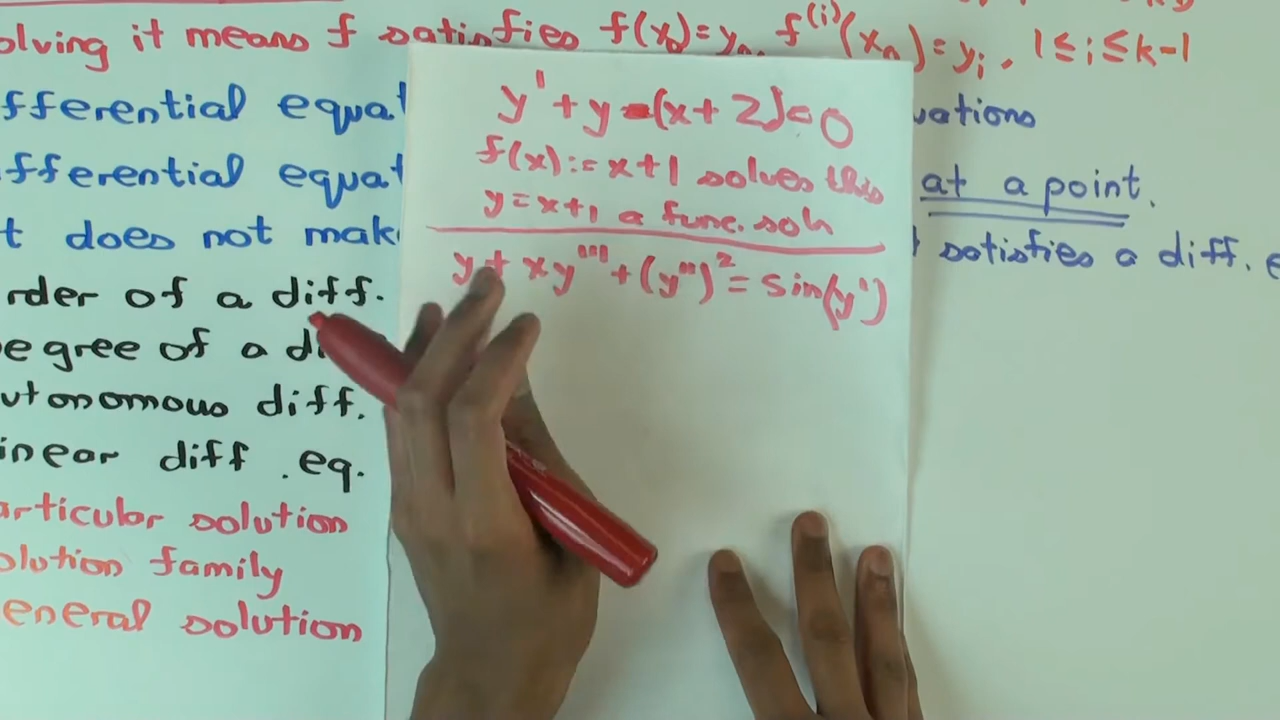 olving it means f satisfies f(x₀)=y₀, f⁽ⁱ⁾(x₀)=yᵢ, 1≤i≤k-1
fferential equat
uations
fferential equat
at a point.
t does not mak
satisfies a diff. e
rder of a diff.
egree of a di
utonomous diff.
inear diff. eq.
articular solution
olution family
eneral solution
y'+y-(x+2)=0
f(x):=x+1 solves this
y=x+1 a func. soln
y+xy''''+(y''')²=sin(y')